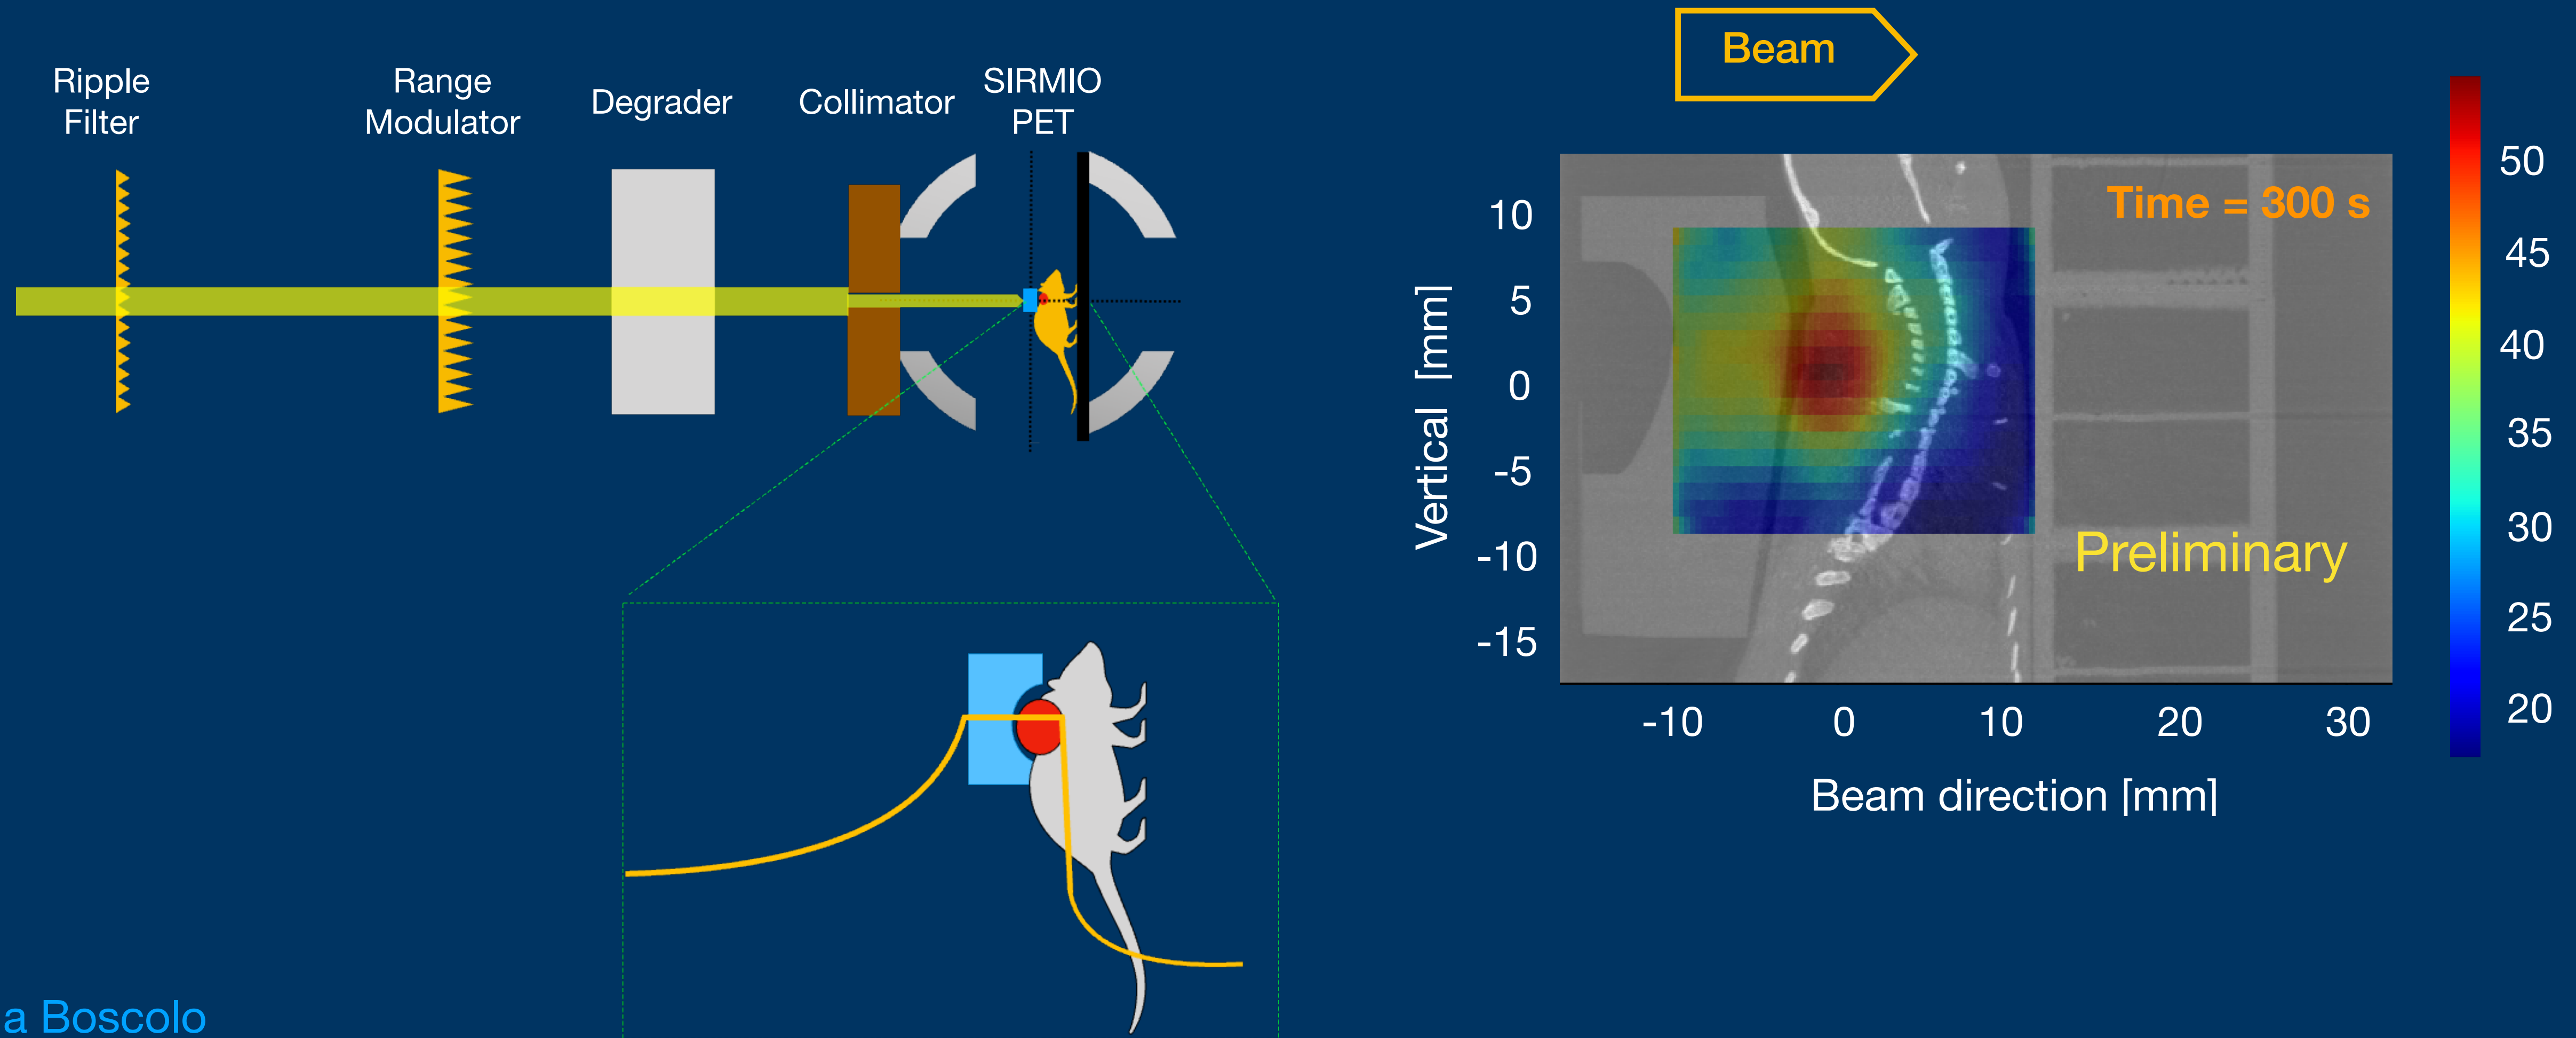 Ripple
Filter
Range
Modulator
Degrader
Collimator
SIRMIO
PET
Beam
Time = 300 s
Preliminary
Vertical [mm]
10
5
0
-5
-10
-15
-10
0
10
20
30
Beam direction [mm]
50
45
40
35
30
25
20
a Boscolo